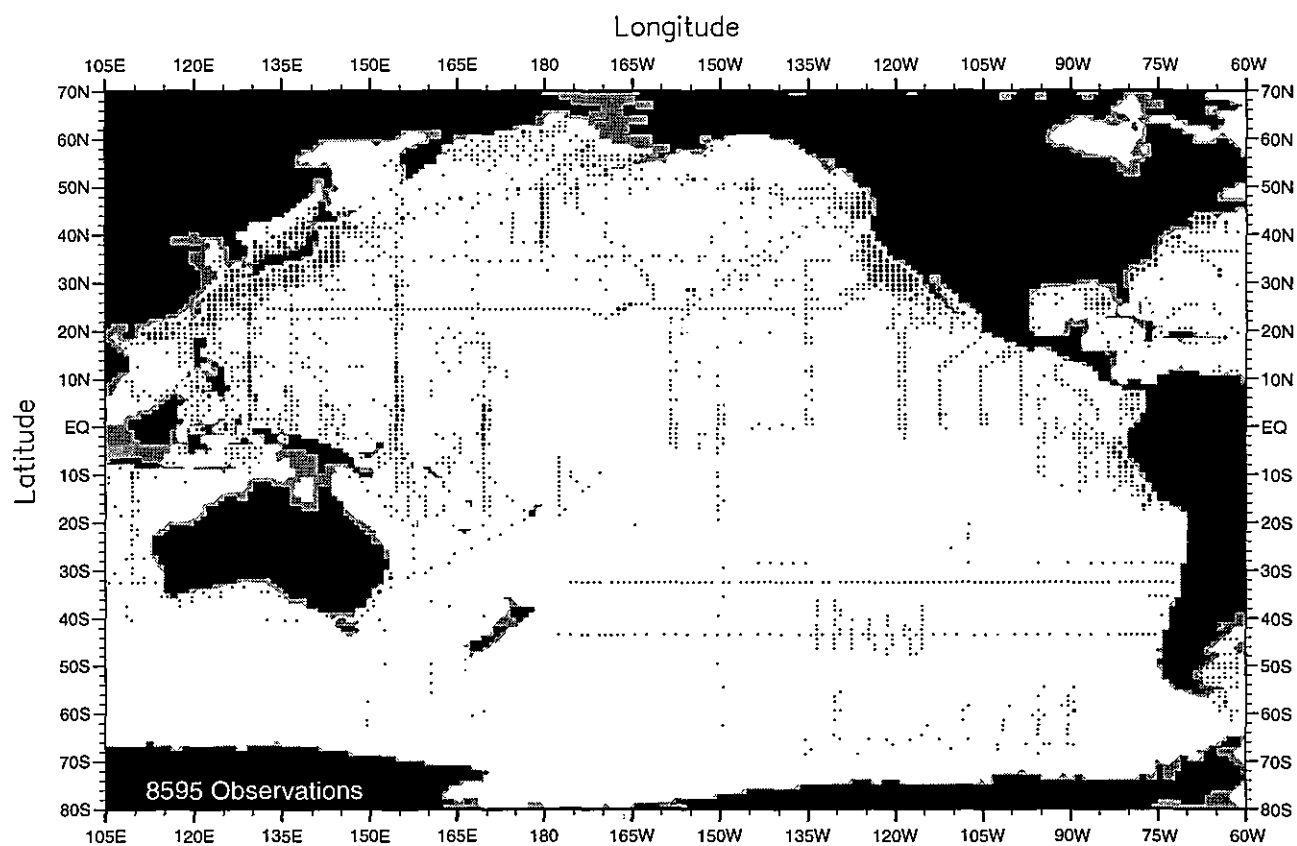 Longitude
105E 120E 135E 150E 165E 180 165W 150W 135W 120W 105W 90W 75W 60W
70N 70N
60N 60N
50N 50N
40N 40N
30N 30N
20N 20N
10N 10N
Latitude
EQ EQ
10S 10S
20S 20S
30S 30S
40S 40S
50S 50S
60S 60S
70S 70S
8595 Observations
80S 80S
105E 120E 135E 150E 165E 180 165W 150W 135W 120W 105W 90W 75W 60W